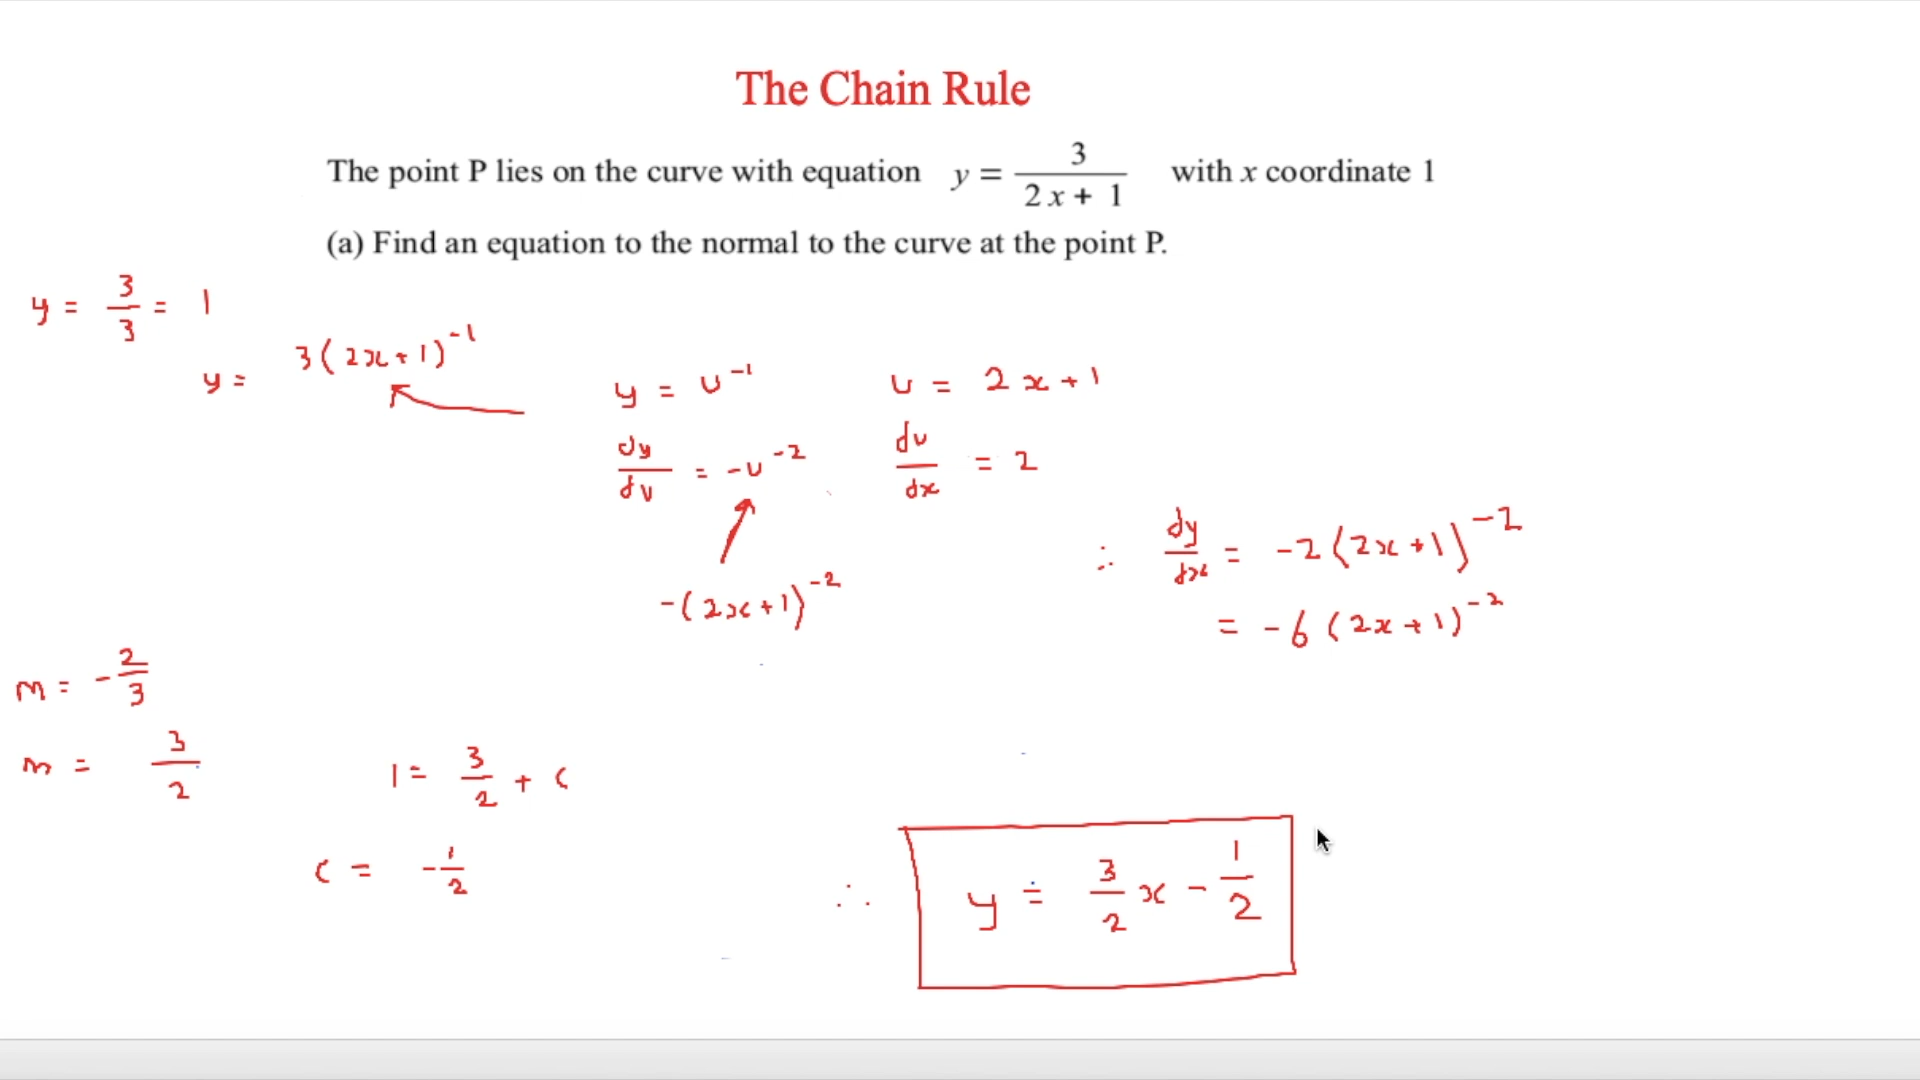 The Chain Rule
The point P lies on the curve with equation y = 3/(2x + 1) with x coordinate 1
(a) Find an equation to the normal to the curve at the point P.
y = 3/3 = 1
y = 3(2x+1)^-1
y = u^-1
u = 2x+1
dy/du = -u^-2
du/dx = 2
-(2x+1)^-2
∴ dy/dx = -2(2x+1)^-2
= -6(2x+1)^-2
m = -2/3
m = 3/2
1 = 3/2 + c
c = -1/2
∴ y = 3/2 x - 1/2